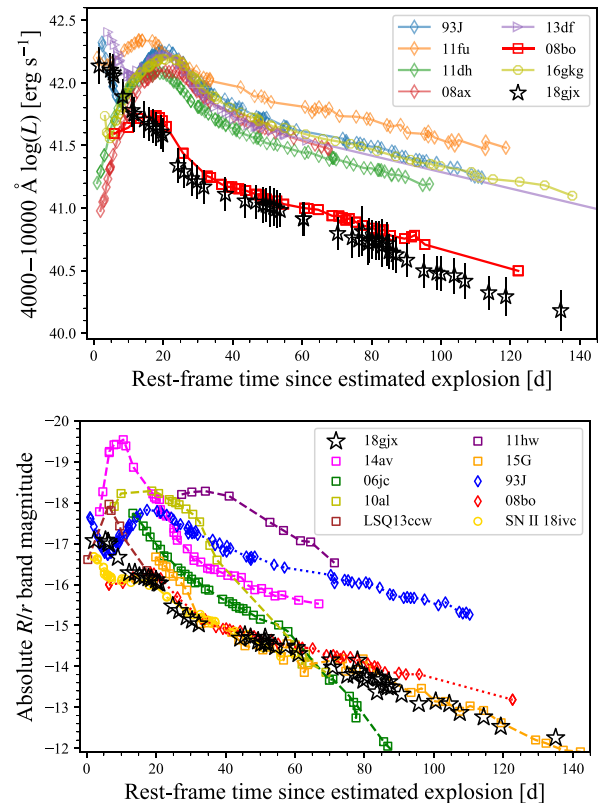 42.5
42.0
41.5
41.0
40.5
40.0
4000−10000 Å log(L) [erg s⁻¹]
93J
11fu
11dh
08ax
13df
08bo
16gkg
18gjx
0 20 40 60 80 100 120 140
Rest-frame time since estimated explosion [d]
−20
−19
−18
−17
−16
−15
−14
−13
−12
Absolute R/r band magnitude
18gjx
14av
06jc
10al
LSQ13ccw
11hw
15G
93J
08bo
SN II 18ivc
0 20 40 60 80 100 120 140
Rest-frame time since estimated explosion [d]